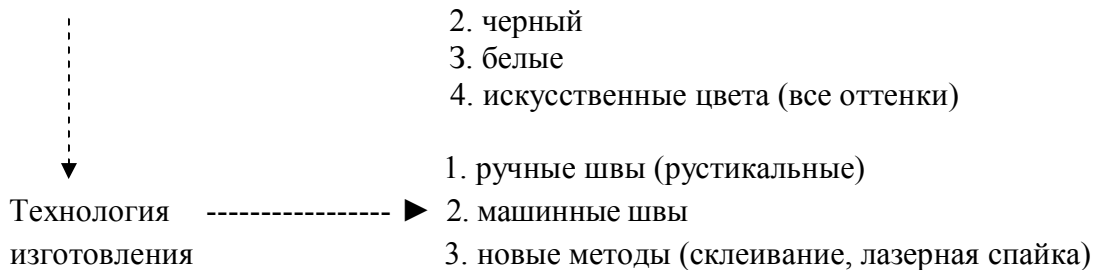 2. черный
3. белые
4. искусственные цвета (все оттенки)
1. ручные швы (рустикальные)
Технология ----------------- ► 2. машинные швы
изготовления 3. новые методы (склеивание, лазерная спайка)